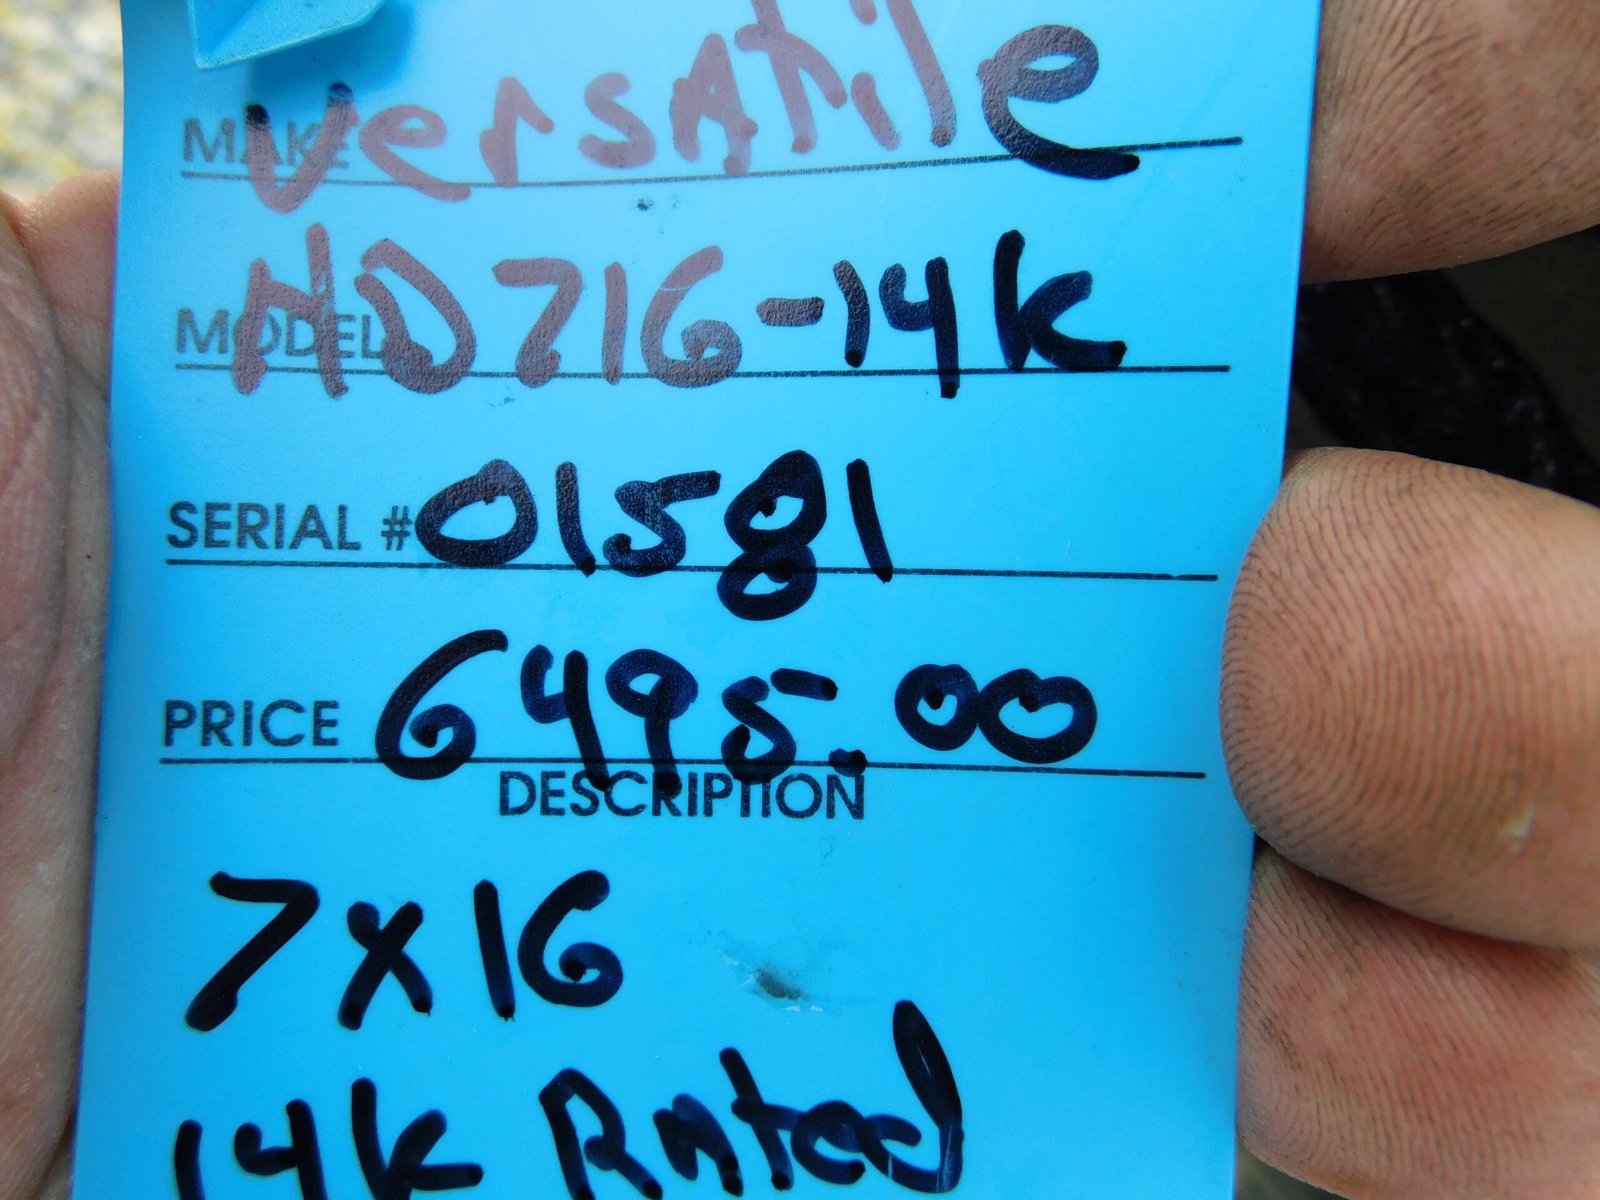 MAKE VersAtile
MODEL HD716-14k
SERIAL # 01581
PRICE 6495.00
DESCRIPTION
7x16
14k Rated